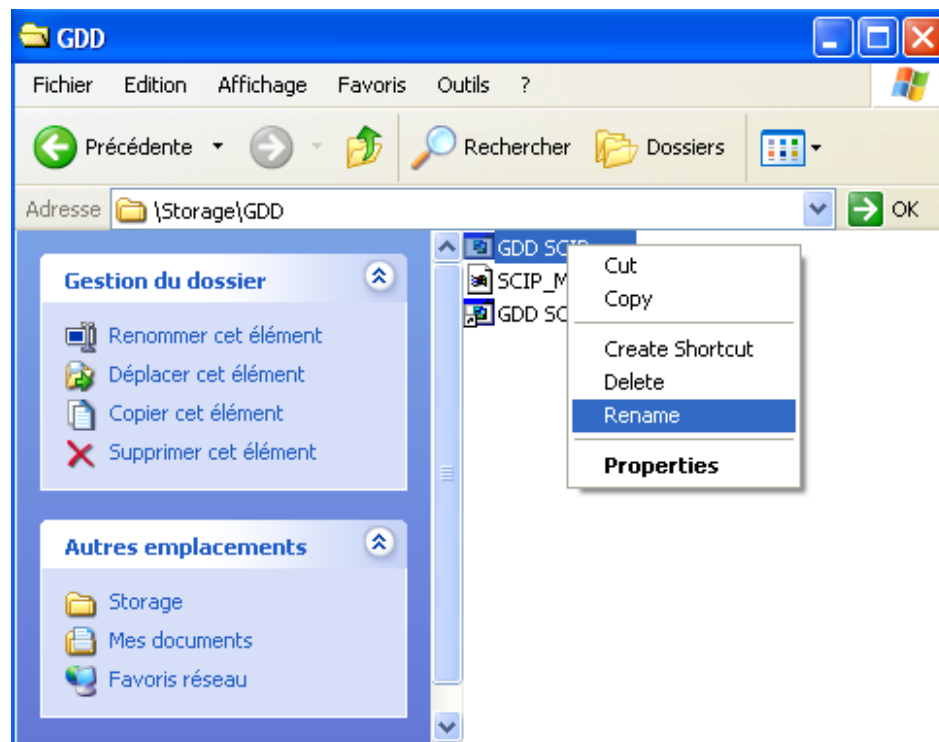 GDD
Fichier Edition Affichage Favoris Outils ?
Précédente Rechercher Dossiers
Adresse \Storage\GDD OK
Gestion du dossier
Renommer cet élément
Déplacer cet élément
Copier cet élément
Supprimer cet élément
Autres emplacements
Storage
Mes documents
Favoris réseau
GDD SCIP
SCIP_M
GDD SC
Cut
Copy
Create Shortcut
Delete
Rename
Properties